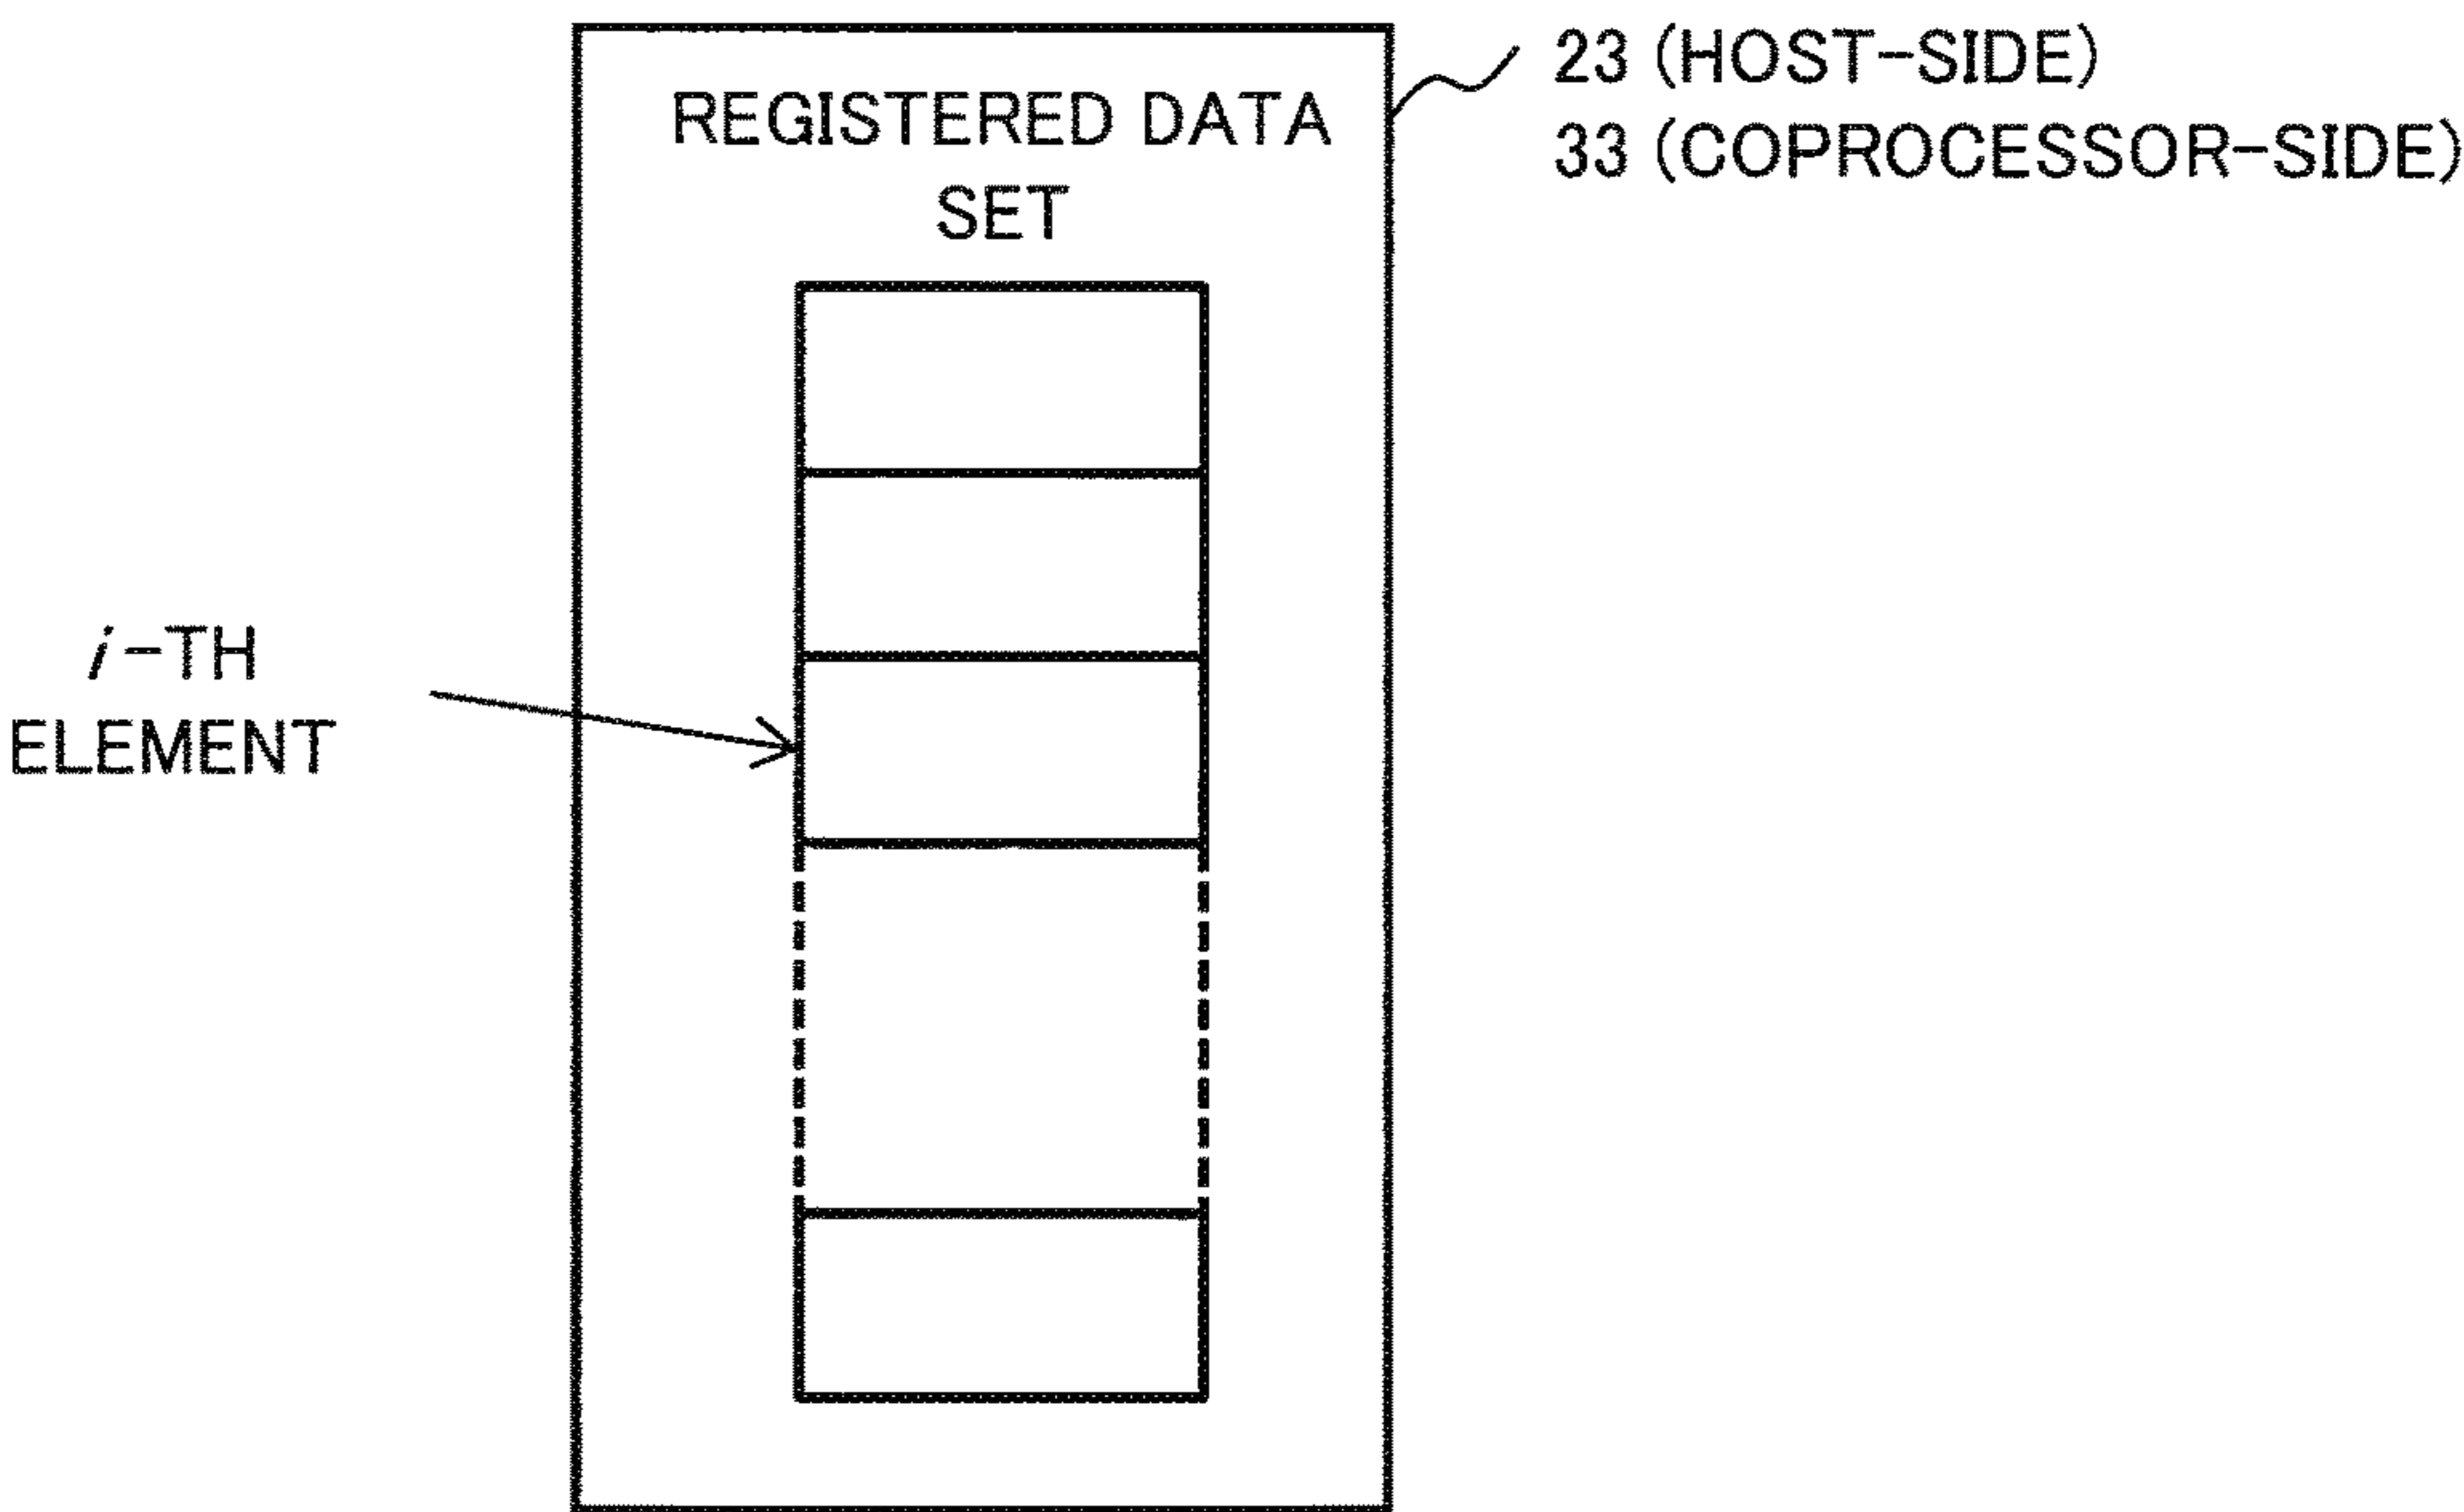 REGISTERED DATA
SET
23 (HOST-SIDE)
33 (COPROCESSOR-SIDE)
i-TH
ELEMENT